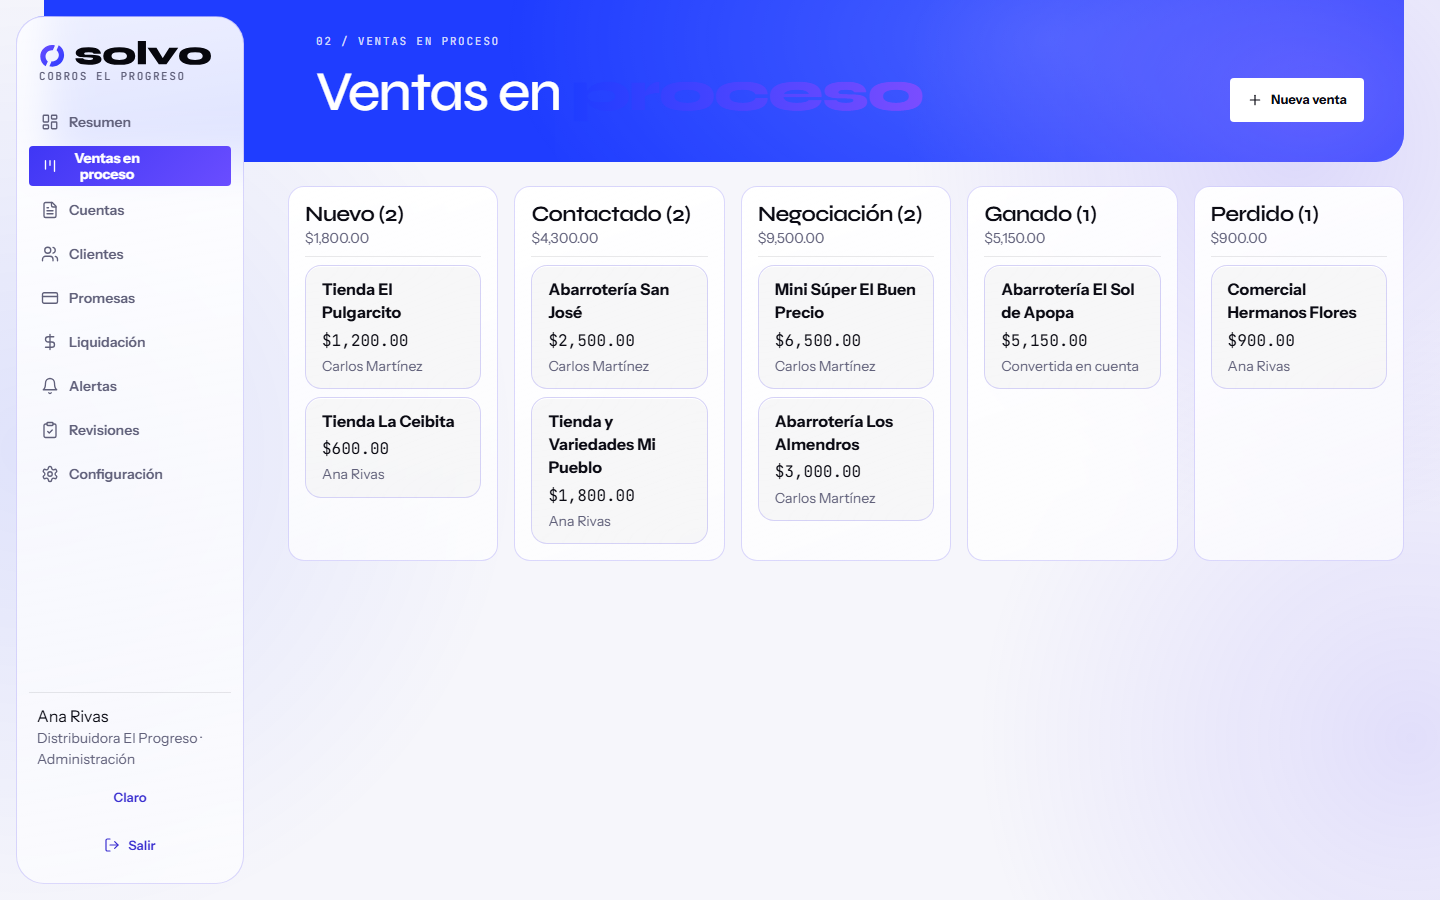 solvo
COBROS EL PROGRESO
Resumen
Ventas en
proceso
Cuentas
Clientes
Promesas
Liquidación
Alertas
Revisiones
Configuración
Ana Rivas
Distribuidora El Progreso ·
Administración
Claro
Salir
02 / VENTAS EN PROCESO
Ventas en proceso
Nueva venta
Nuevo (2)
$1,800.00
Tienda El
Pulgarcito
$1,200.00
Carlos Martínez
Tienda La Ceibita
$600.00
Ana Rivas
Contactado (2)
$4,300.00
Abarrotería San
José
$2,500.00
Carlos Martínez
Tienda y
Variedades Mi
Pueblo
$1,800.00
Ana Rivas
Negociación (2)
$9,500.00
Mini Súper El Buen
Precio
$6,500.00
Carlos Martínez
Abarrotería Los
Almendros
$3,000.00
Carlos Martínez
Ganado (1)
$5,150.00
Abarrotería El Sol
de Apopa
$5,150.00
Convertida en cuenta
Perdido (1)
$900.00
Comercial
Hermanos Flores
$900.00
Ana Rivas